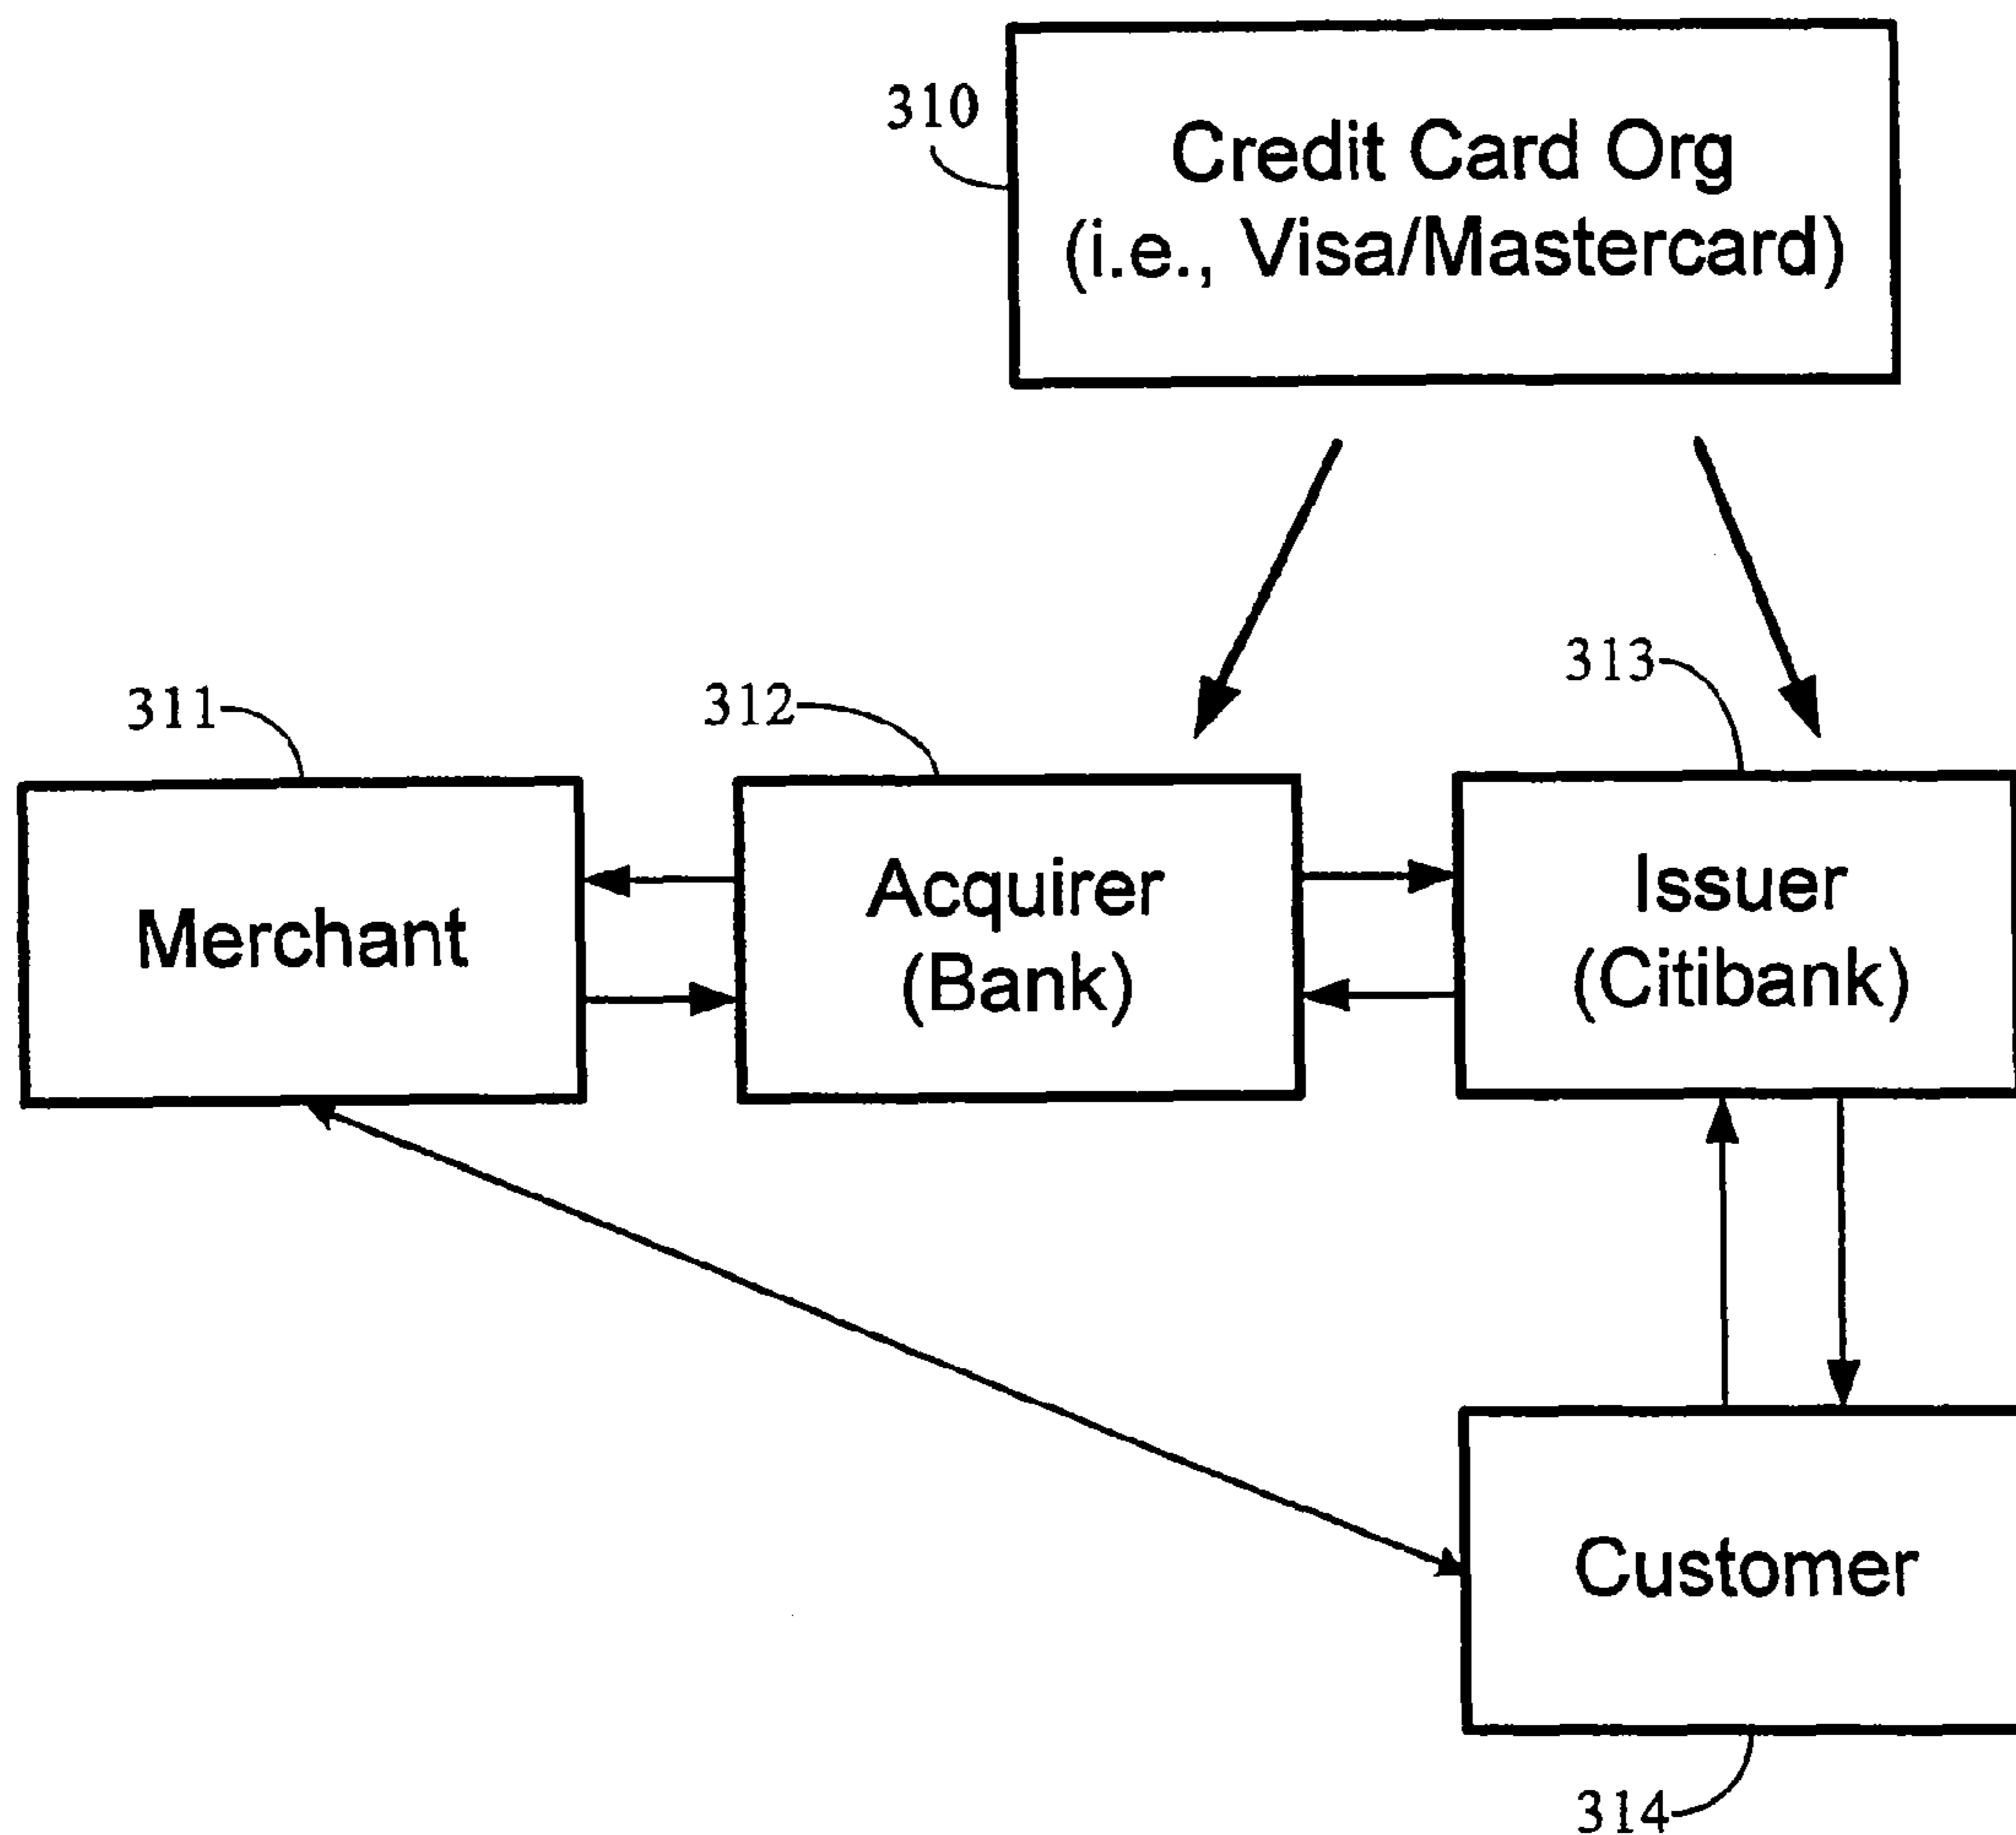 310
Credit Card Org
(i.e., Visa/Mastercard)
311
312
313
Merchant
Acquirer
(Bank)
Issuer
(Citibank)
Customer
314